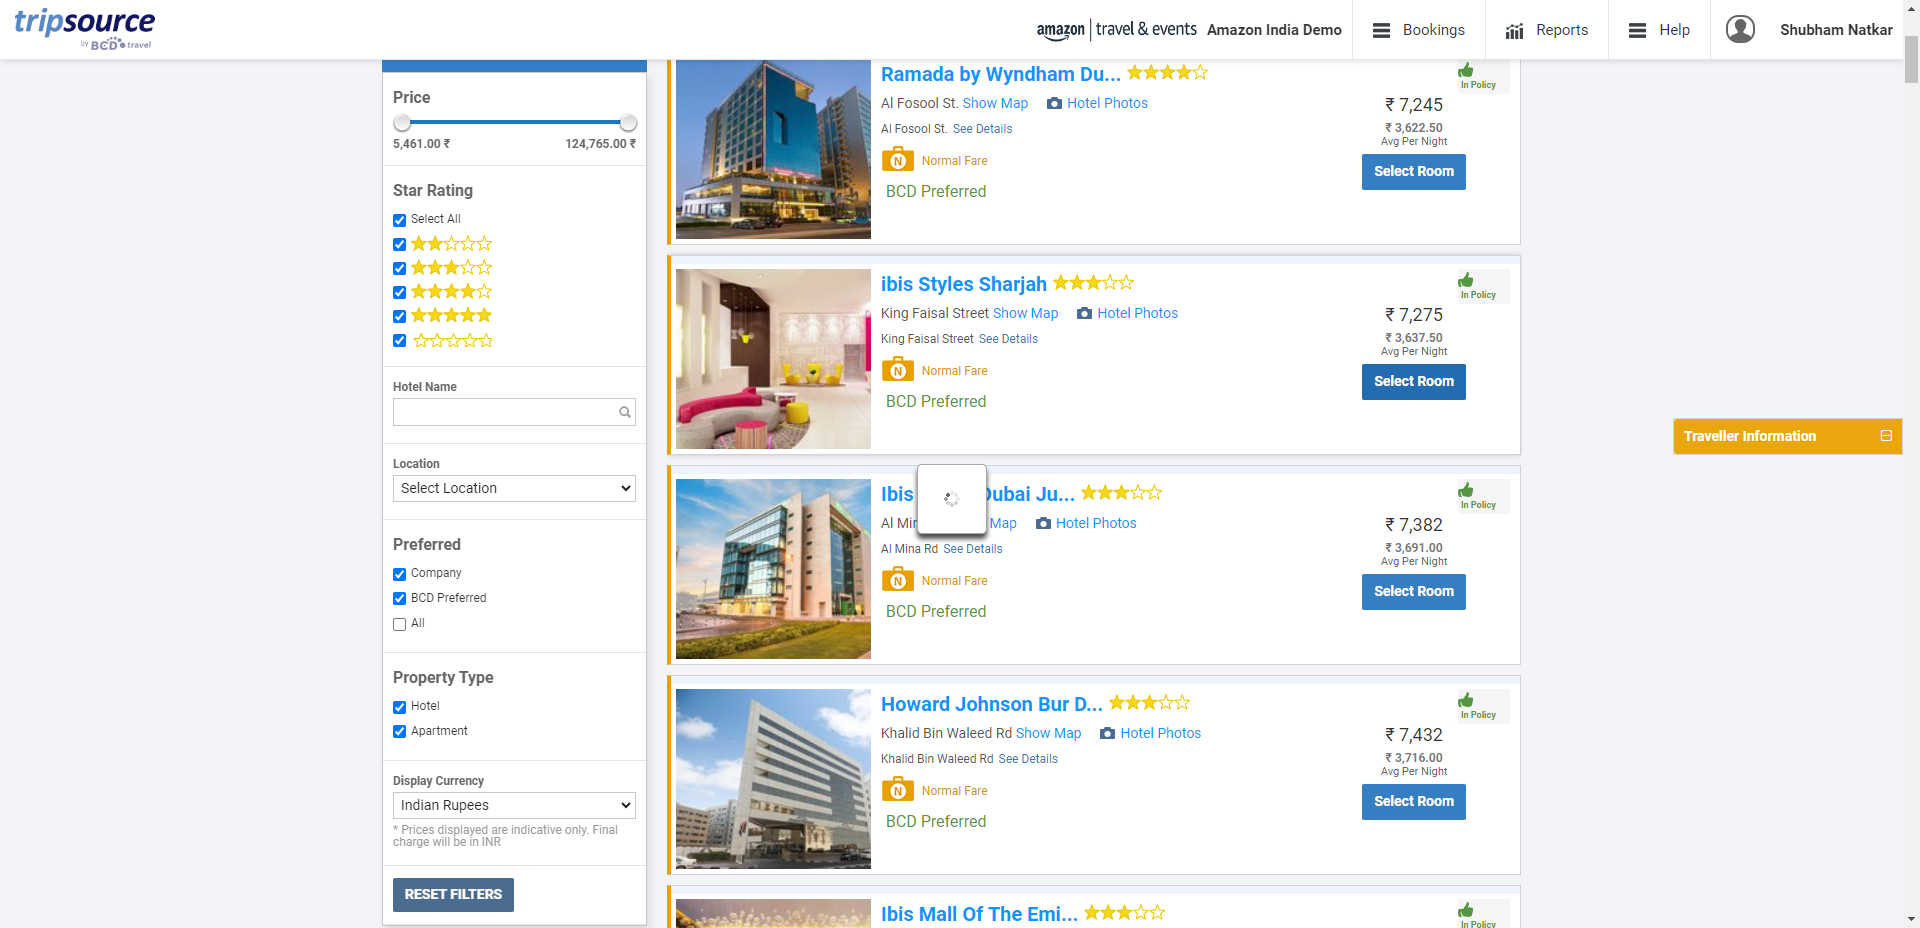 tripsource
by BCD travel
amazon travel & events
Amazon India Demo
Bookings
Reports
Help
Shubham Natkar
Price
5,461.00 ₹
124,765.00 ₹
Star Rating
Select All
Hotel Name
Location
Select Location
Preferred
Company
BCD Preferred
All
Property Type
Hotel
Apartment
Display Currency
Indian Rupees
* Prices displayed are indicative only. Final
charge will be in INR
RESET FILTERS
Ramada by Wyndham Du...
Al Fosool St. Show Map Hotel Photos
Al Fosool St. See Details
N Normal Fare
BCD Preferred
In Policy
₹ 7,245
₹ 3,622.50
Avg Per Night
Select Room
ibis Styles Sharjah
King Faisal Street Show Map Hotel Photos
King Faisal Street See Details
N Normal Fare
BCD Preferred
In Policy
₹ 7,275
₹ 3,637.50
Avg Per Night
Select Room
Ibis Dubai Ju...
Al Map Hotel Photos
Al Mina Rd See Details
N Normal Fare
BCD Preferred
In Policy
₹ 7,382
₹ 3,691.00
Avg Per Night
Select Room
Howard Johnson Bur D...
Khalid Bin Waleed Rd Show Map Hotel Photos
Khalid Bin Waleed Rd See Details
N Normal Fare
BCD Preferred
In Policy
₹ 7,432
₹ 3,716.00
Avg Per Night
Select Room
Ibis Mall Of The Emi...
In Policy
Traveller Information